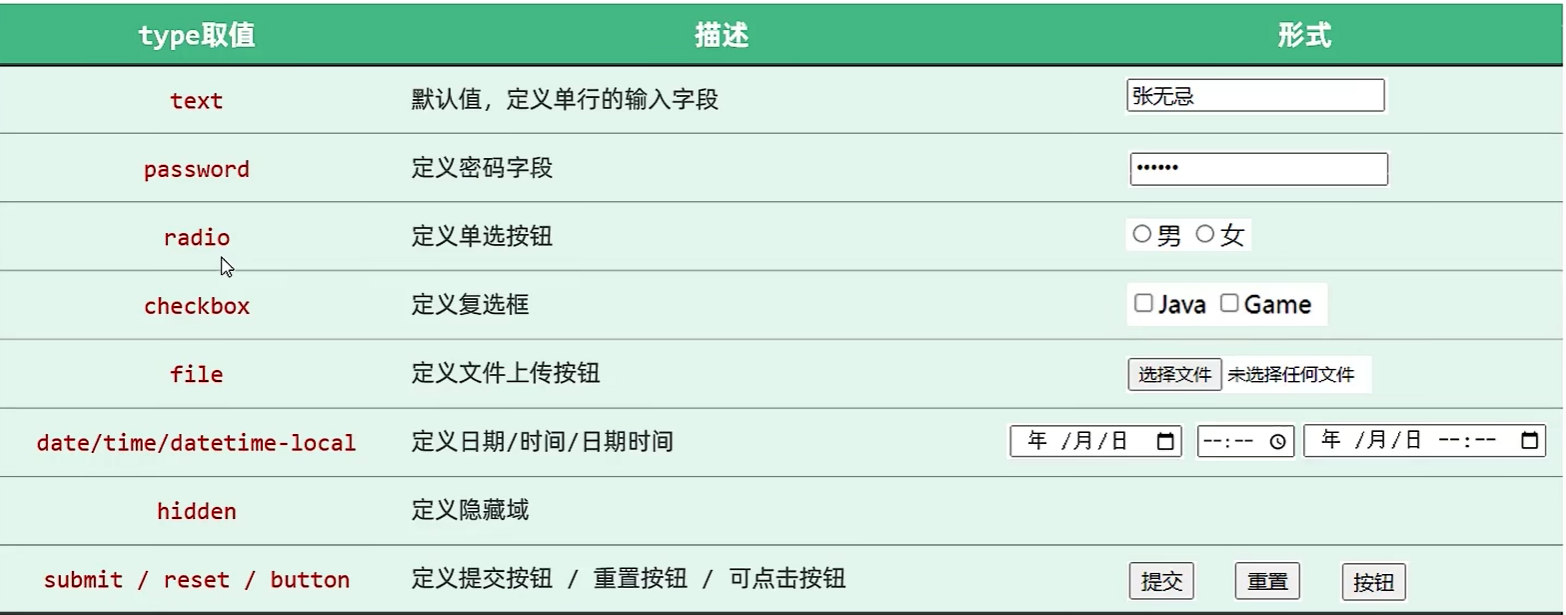 type取值 描述 形式
text 默认值，定义单行的输入字段 张无忌
password 定义密码字段 ••••••
radio 定义单选按钮 男 女
checkbox 定义复选框 Java Game
file 定义文件上传按钮 选择文件 未选择任何文件
date/time/datetime-local 定义日期/时间/日期时间 年 /月/日 --:-- 年 /月/日 --:--
hidden 定义隐藏域
submit / reset / button 定义提交按钮 / 重置按钮 / 可点击按钮 提交 重置 按钮